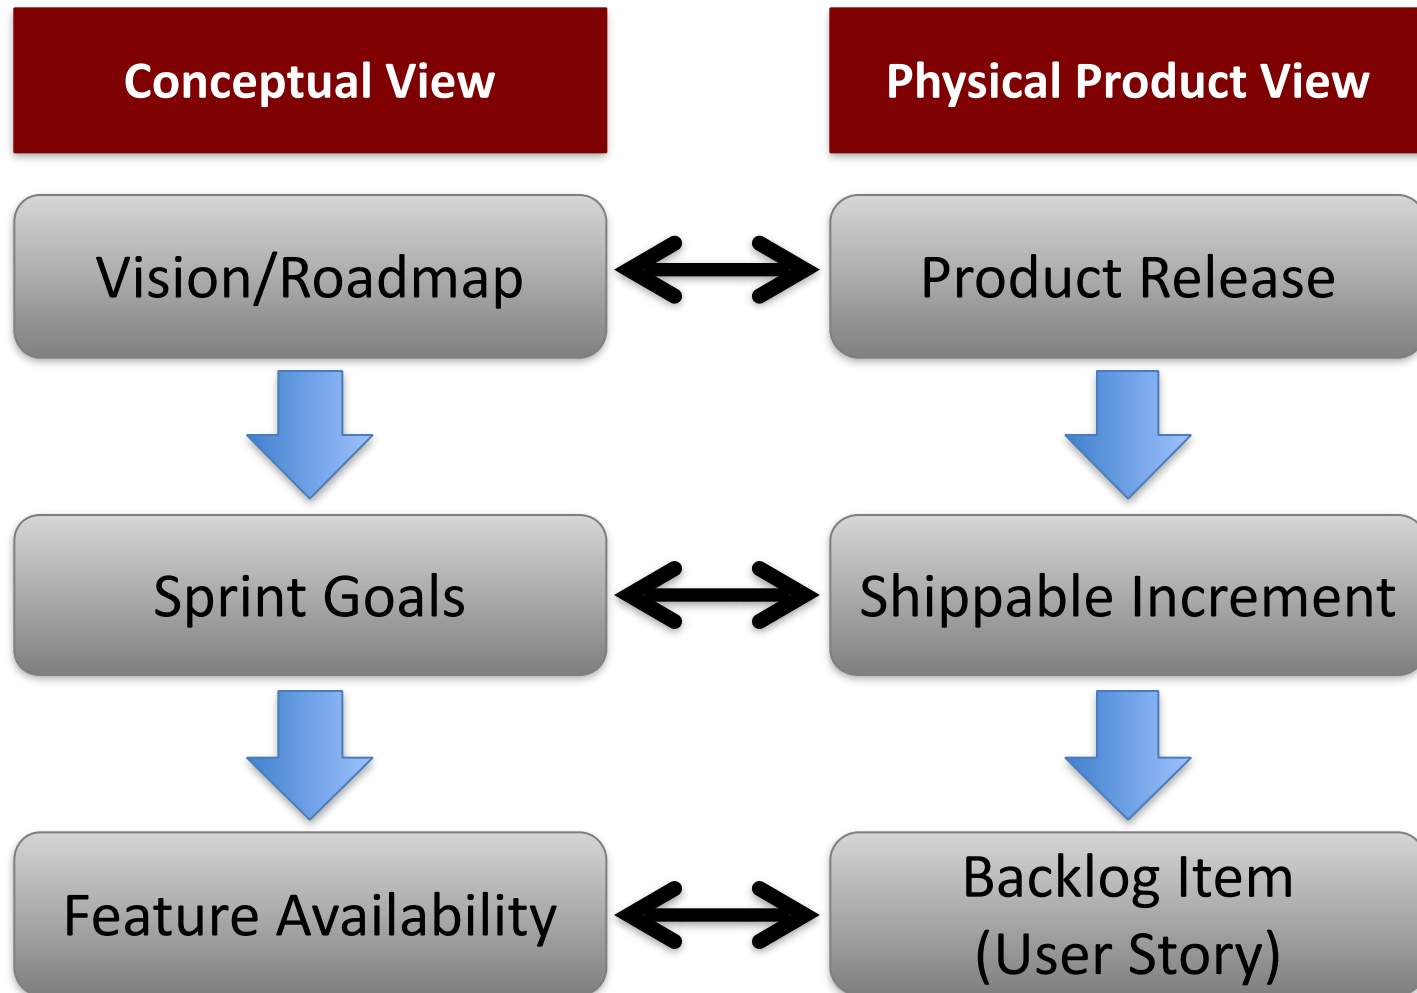 Conceptual View
Physical Product View
Vision/Roadmap
Product Release
Sprint Goals
Shippable Increment
Feature Availability
Backlog Item
(User Story)